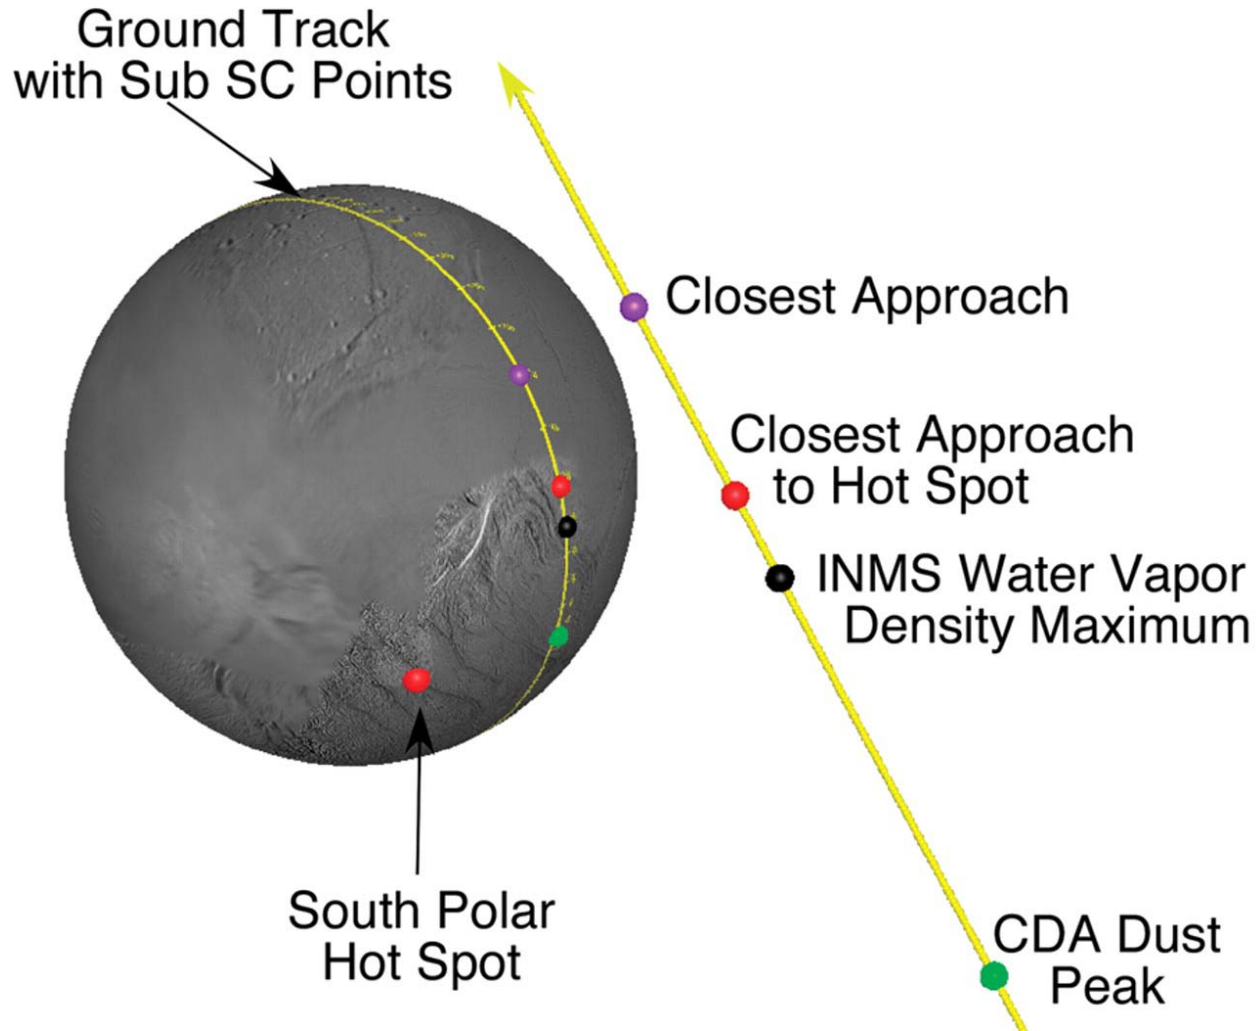 Ground Track
with Sub SC Points
Closest Approach
Closest Approach
to Hot Spot
INMS Water Vapor
Density Maximum
South Polar
Hot Spot
CDA Dust
Peak